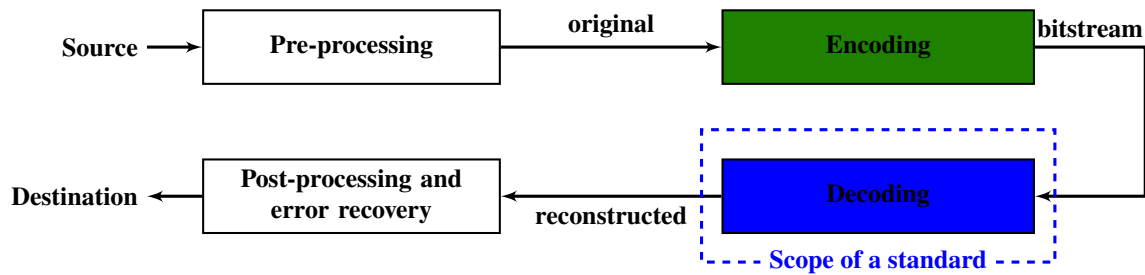 Source
Pre-processing
original
Encoding
bitstream
Destination
Post-processing and
error recovery
reconstructed
Decoding
Scope of a standard